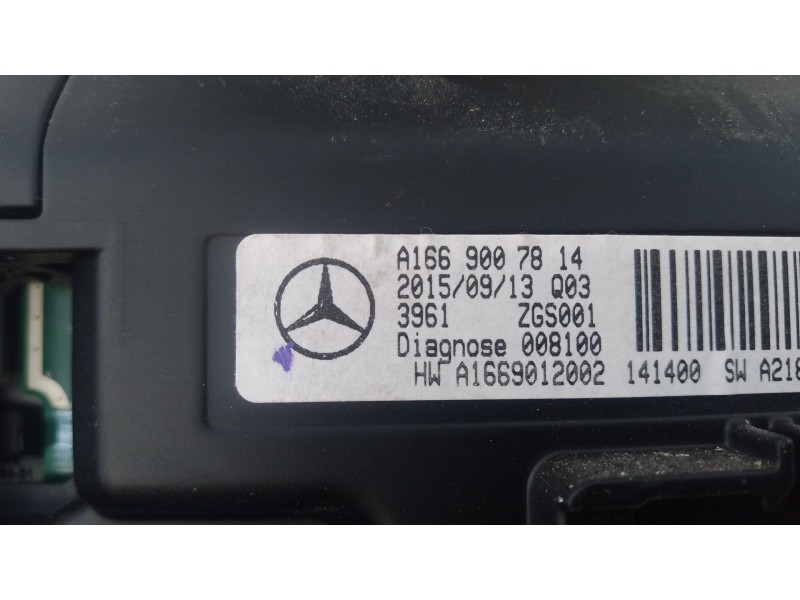 A166 900 78 14
2015/09/13 Q03
3961 ZGS001
Diagnose 008100
HW A1669012002 141400 SW A218